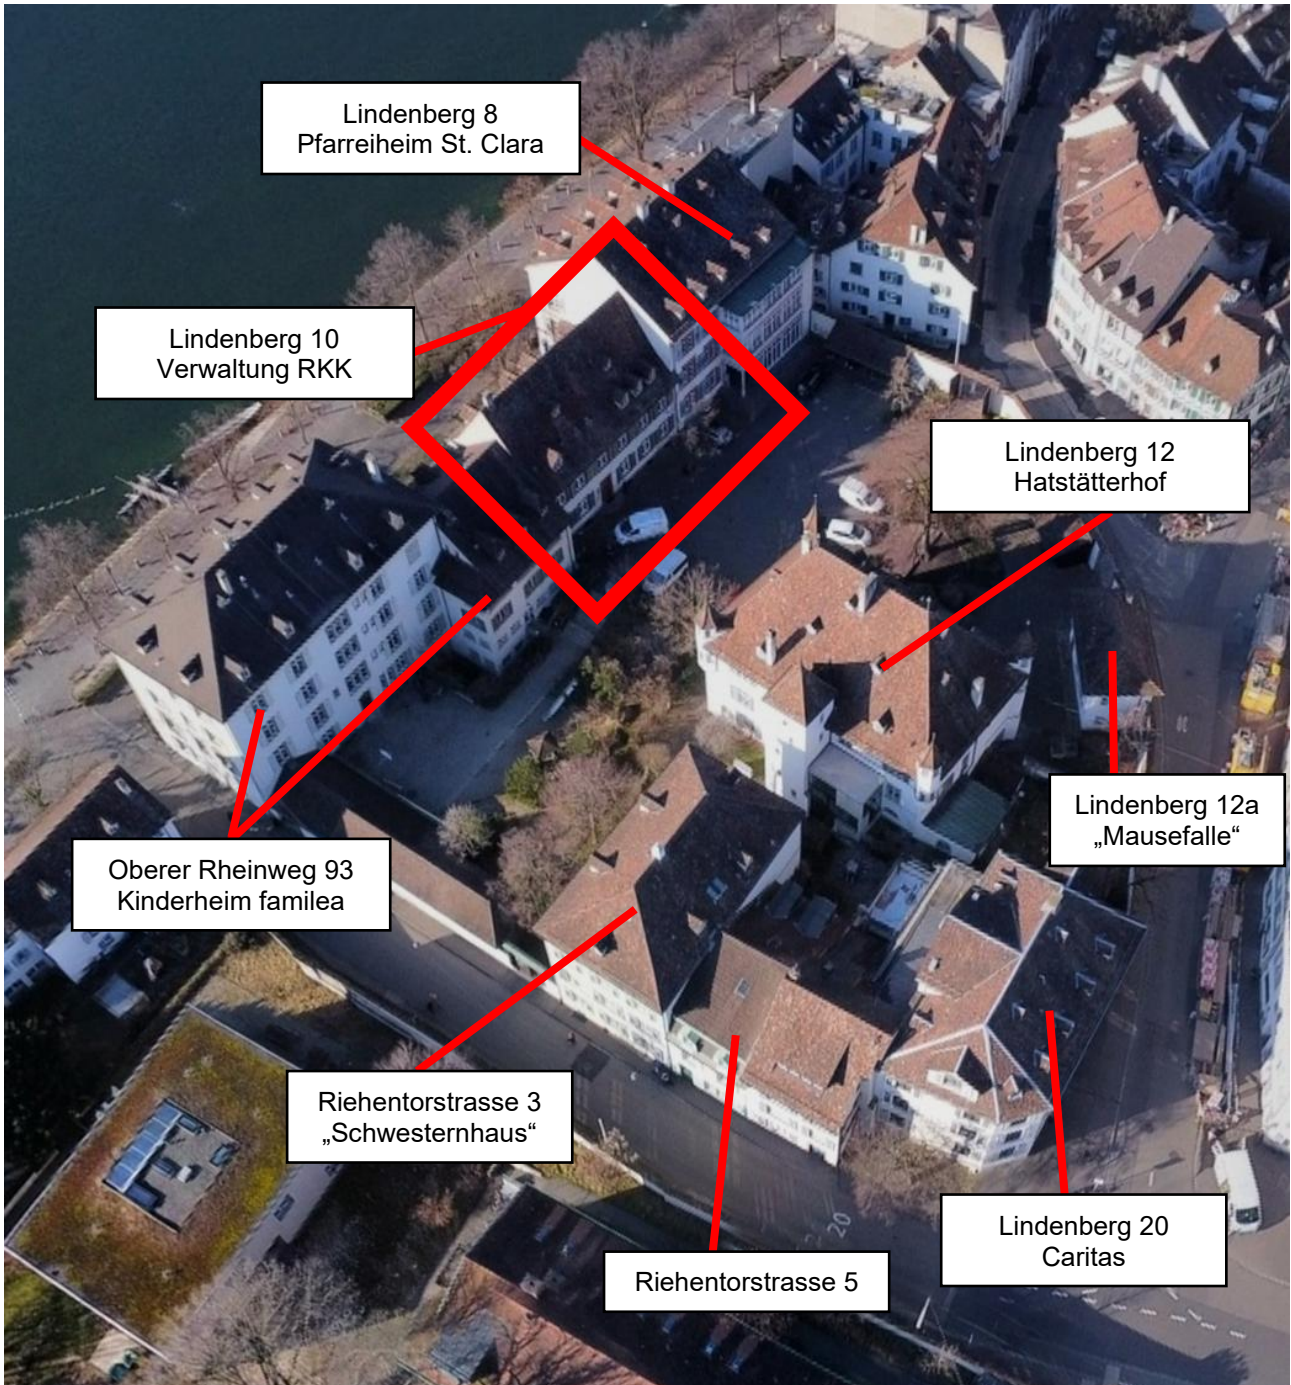 Lindenberg 8
Pfarreiheim St. Clara
Lindenberg 10
Verwaltung RKK
Lindenberg 12
Hatstätterhof
Lindenberg 12a
„Mausefalle“
Oberer Rheinweg 93
Kinderheim familea
Riehentorstrasse 3
„Schwesternhaus“
Lindenberg 20
Caritas
Riehentorstrasse 5
20